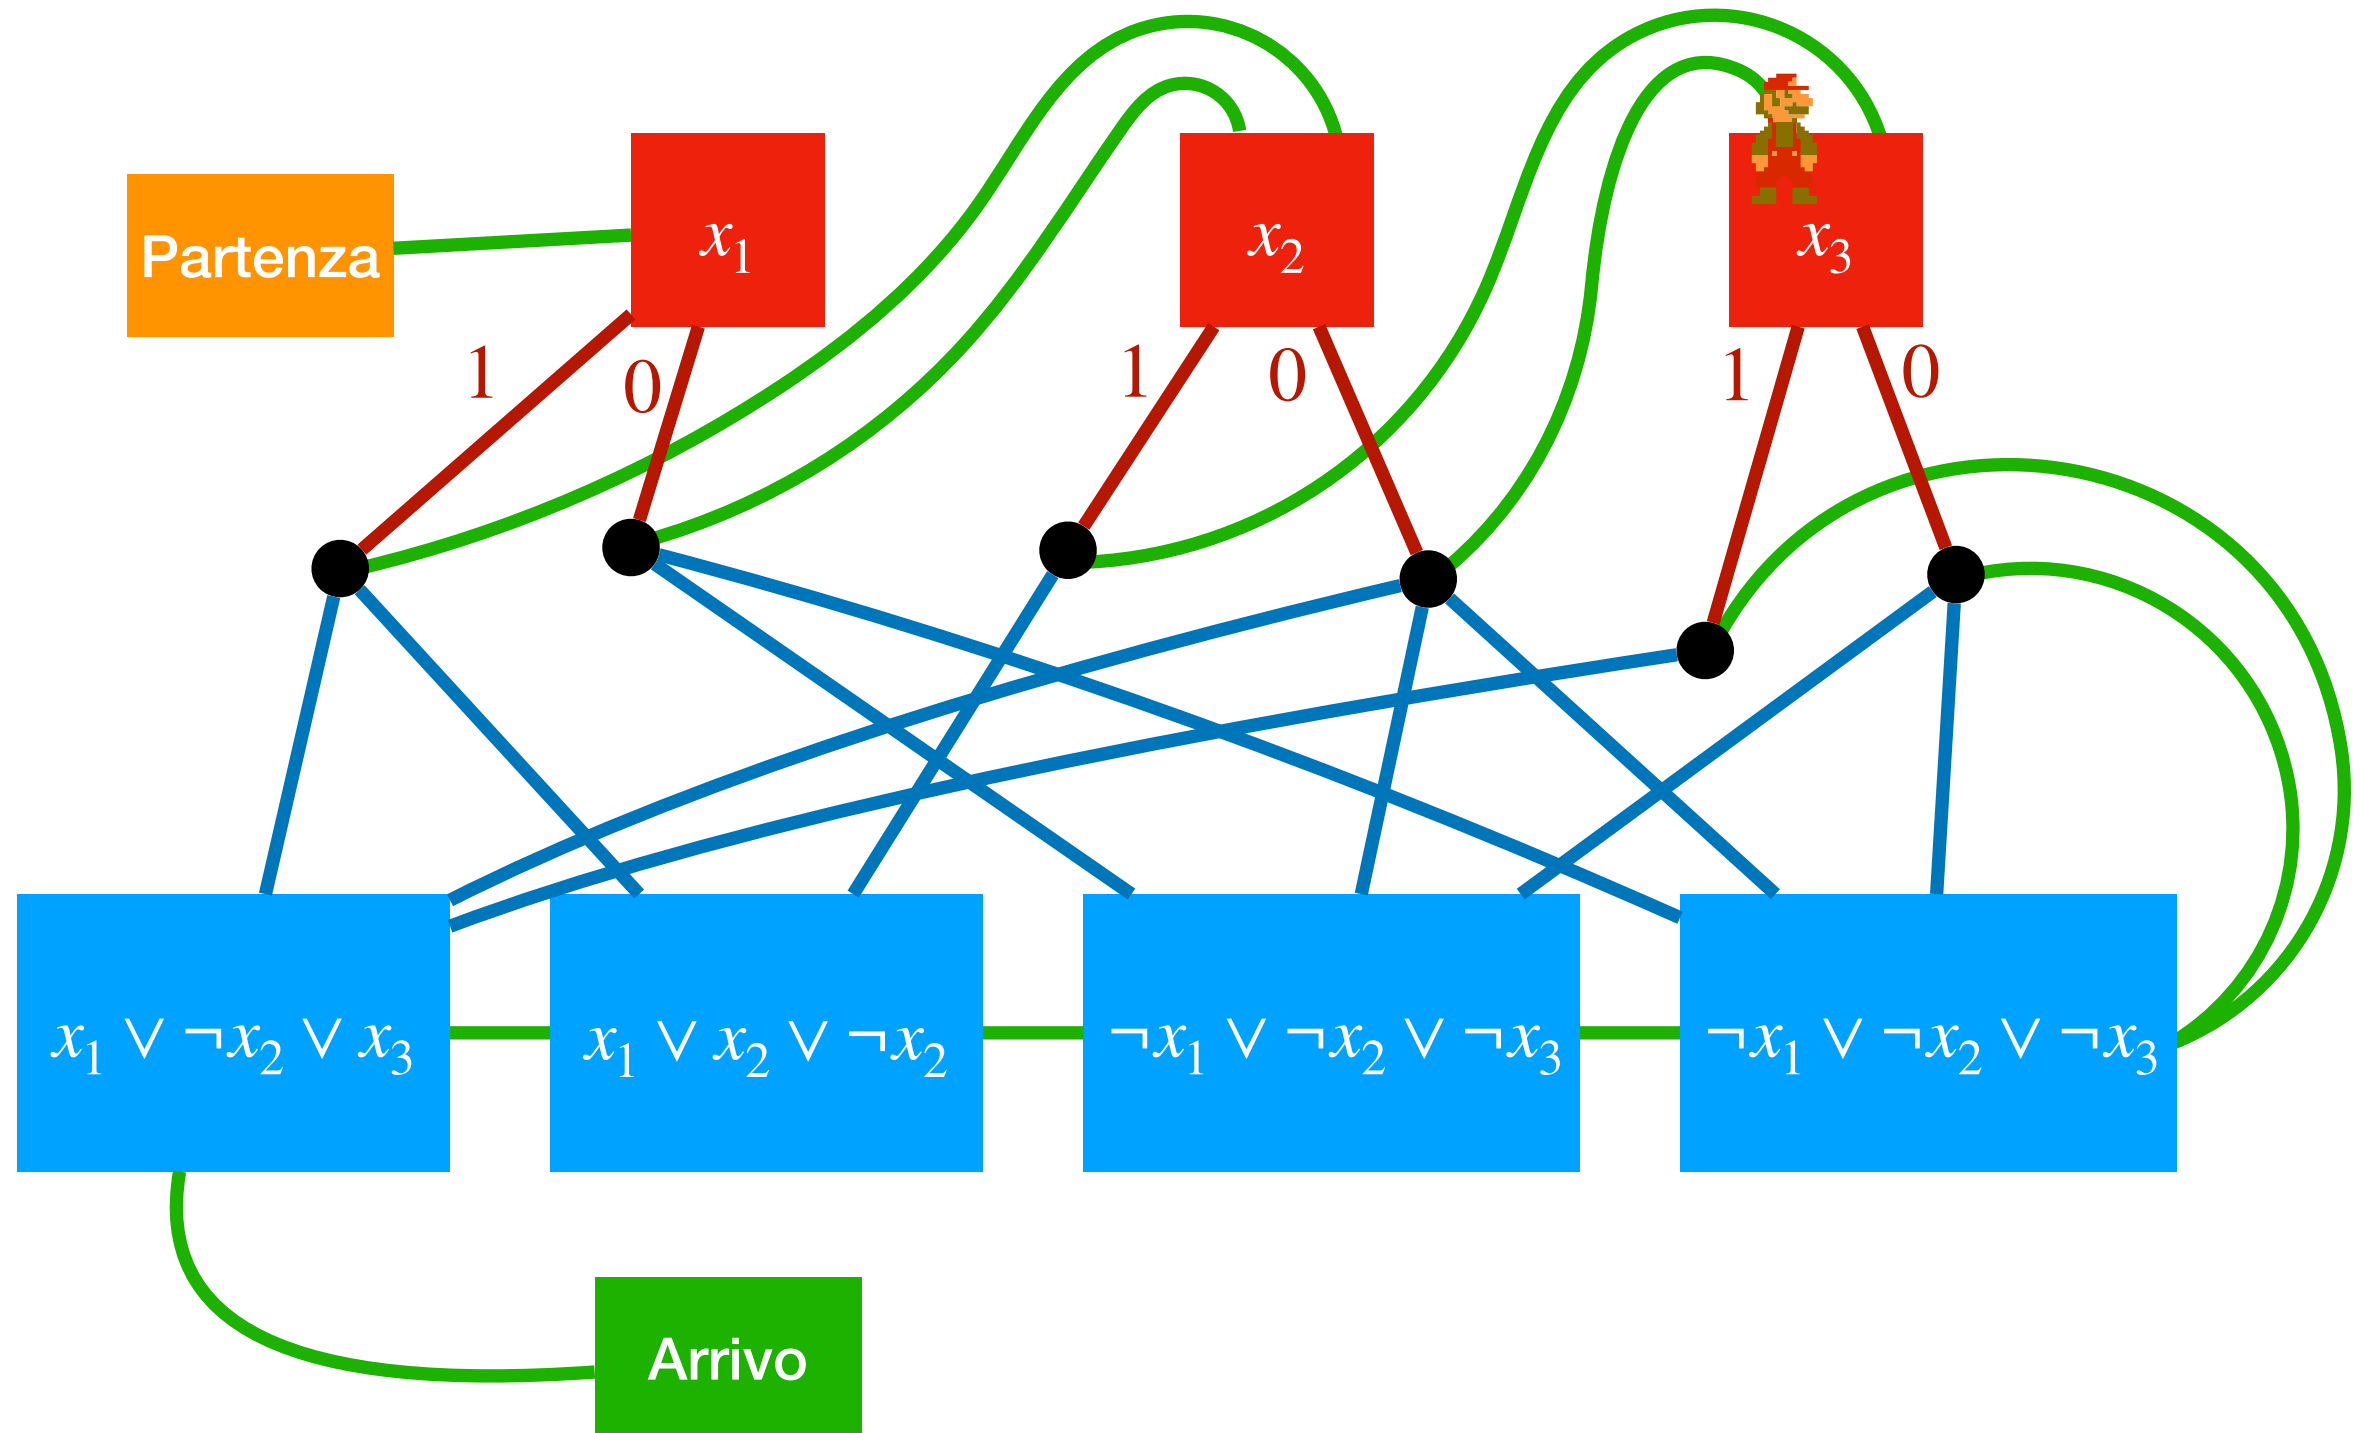 Partenza
x₁
x₂
x₃
1
0
1
0
1
0
x₁ ∨ ¬x₂ ∨ x₃
x₁ ∨ x₂ ∨ ¬x₂
¬x₁ ∨ ¬x₂ ∨ ¬x₃
¬x₁ ∨ ¬x₂ ∨ ¬x₃
Arrivo